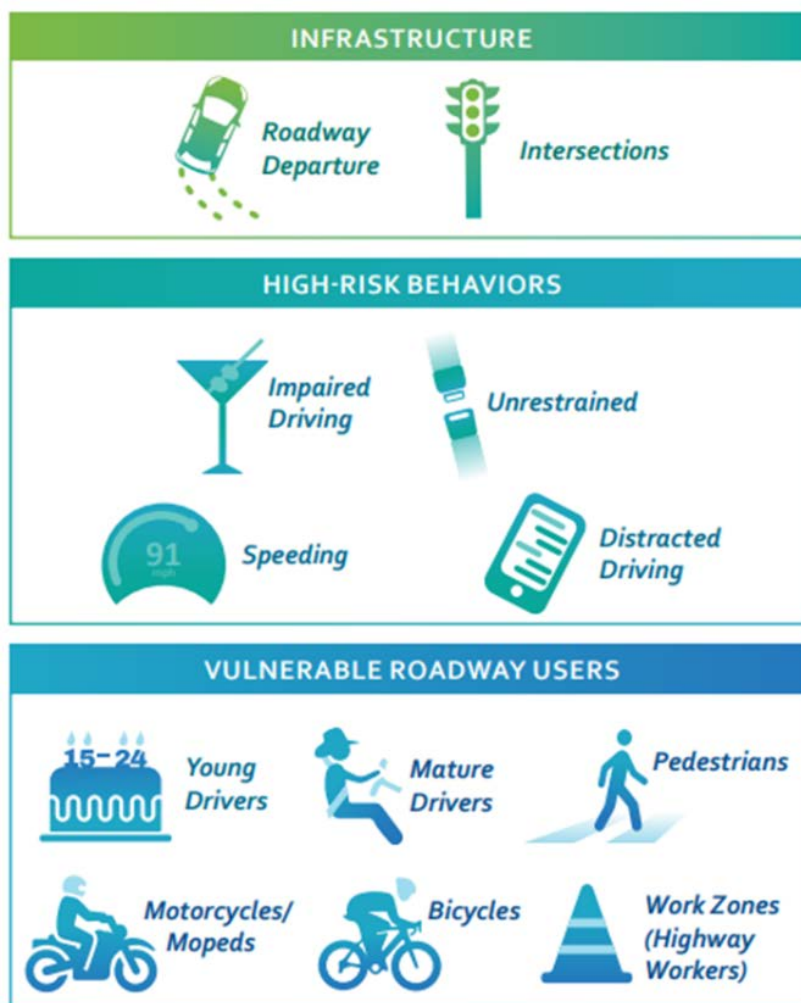 INFRASTRUCTURE
Roadway
Departure
Intersections
HIGH-RISK BEHAVIORS
Impaired
Driving
Unrestrained
91
mph
Speeding
Distracted
Driving
VULNERABLE ROADWAY USERS
15-24
Young
Drivers
Mature
Drivers
Pedestrians
Motorcycles/
Mopeds
Bicycles
Work Zones
(Highway
Workers)